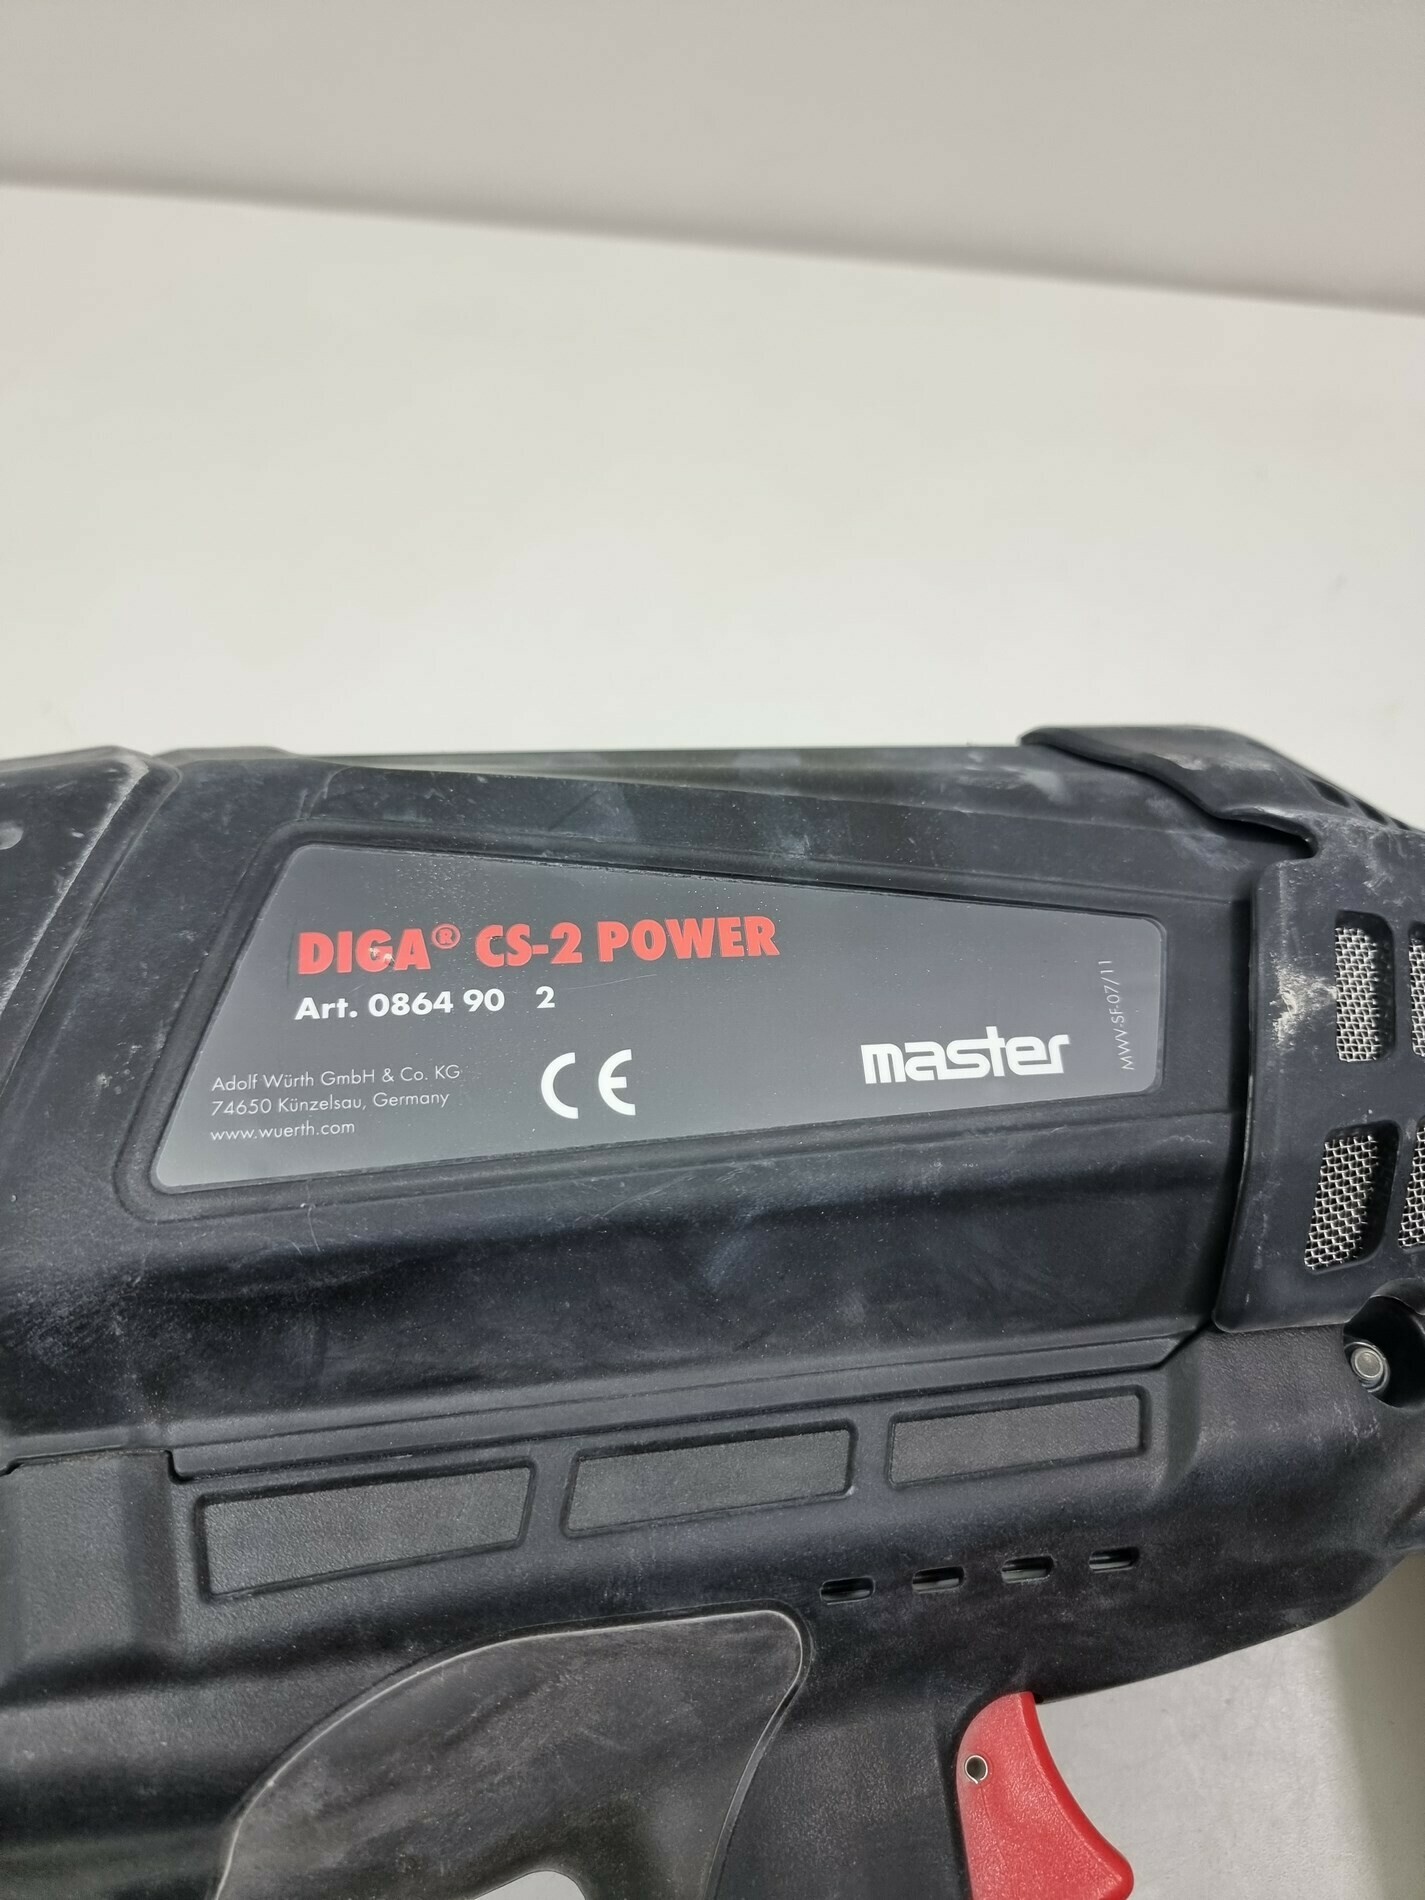 DIGA® CS-2 POWER
Art. 0864 90 2
Adolf Würth GmbH & Co. KG
74650 Künzelsau, Germany
www.wuerth.com
CE
master
MWV-SF-07/11